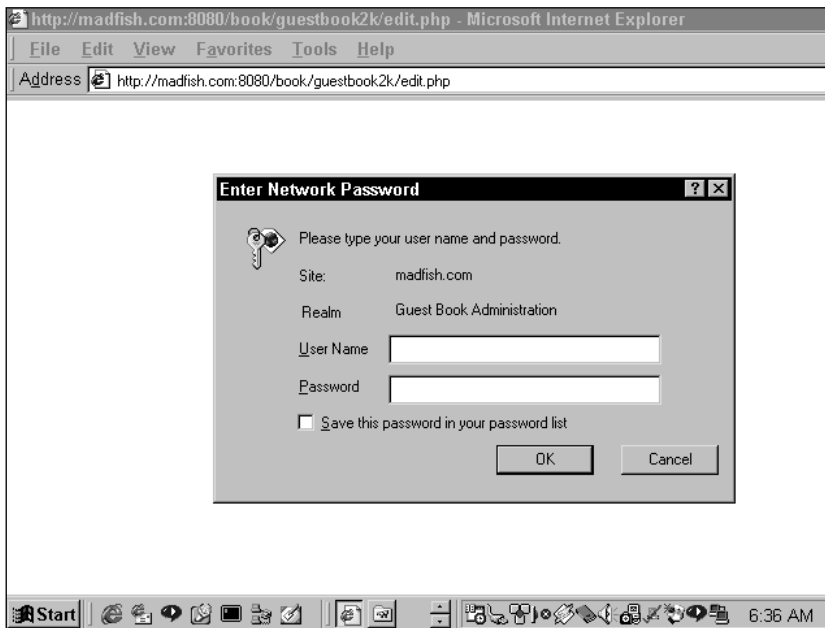 http://madfish.com:8080/book/guestbook2k/edit.php - Microsoft Internet Explorer
File Edit View Favorites Tools Help
Address http://madfish.com:8080/book/guestbook2k/edit.php
Enter Network Password
Please type your user name and password.
Site: madfish.com
Realm Guest Book Administration
User Name
Password
Save this password in your password list
OK Cancel
Start 6:36 AM